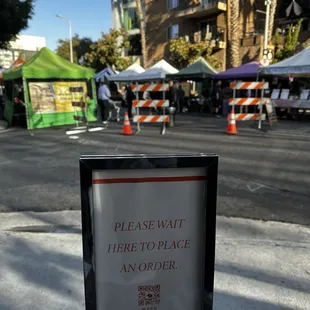 PLEASE WAIT
HERE TO PLACE
AN ORDER.